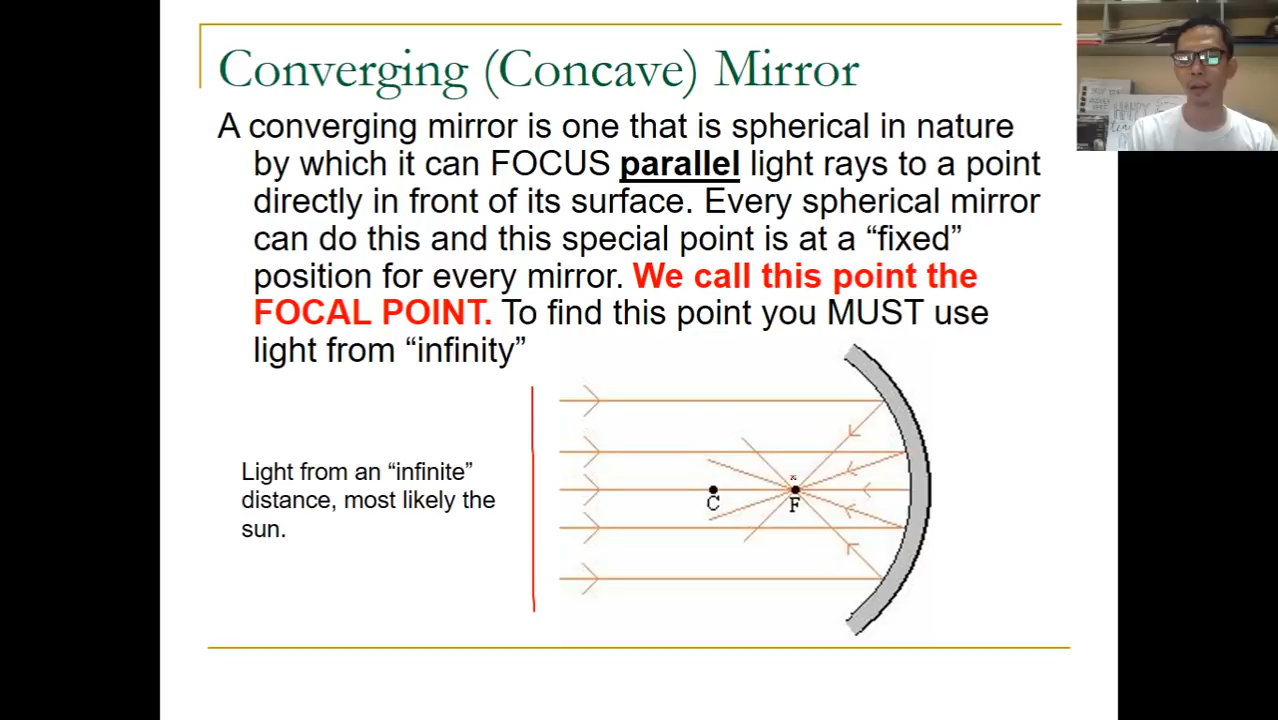 Converging (Concave) Mirror
A converging mirror is one that is spherical in nature
by which it can FOCUS parallel light rays to a point
directly in front of its surface. Every spherical mirror
can do this and this special point is at a “fixed”
position for every mirror. We call this point the
FOCAL POINT. To find this point you MUST use
light from “infinity”
Light from an “infinite”
distance, most likely the
sun.
C
F
HAPPY